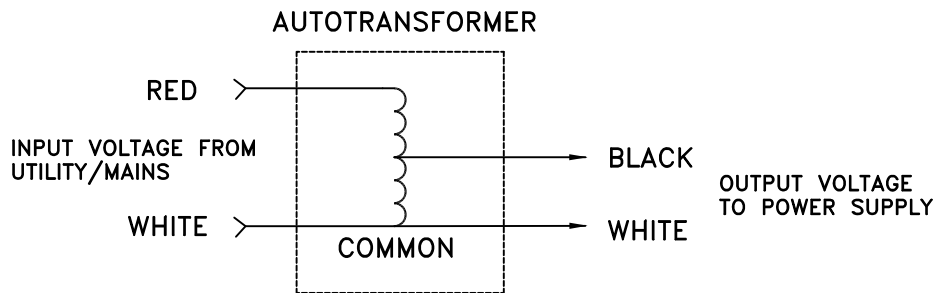 AUTOTRANSFORMER
RED
INPUT VOLTAGE FROM
UTILITY/MAINS
BLACK
OUTPUT VOLTAGE
TO POWER SUPPLY
WHITE
WHITE
COMMON